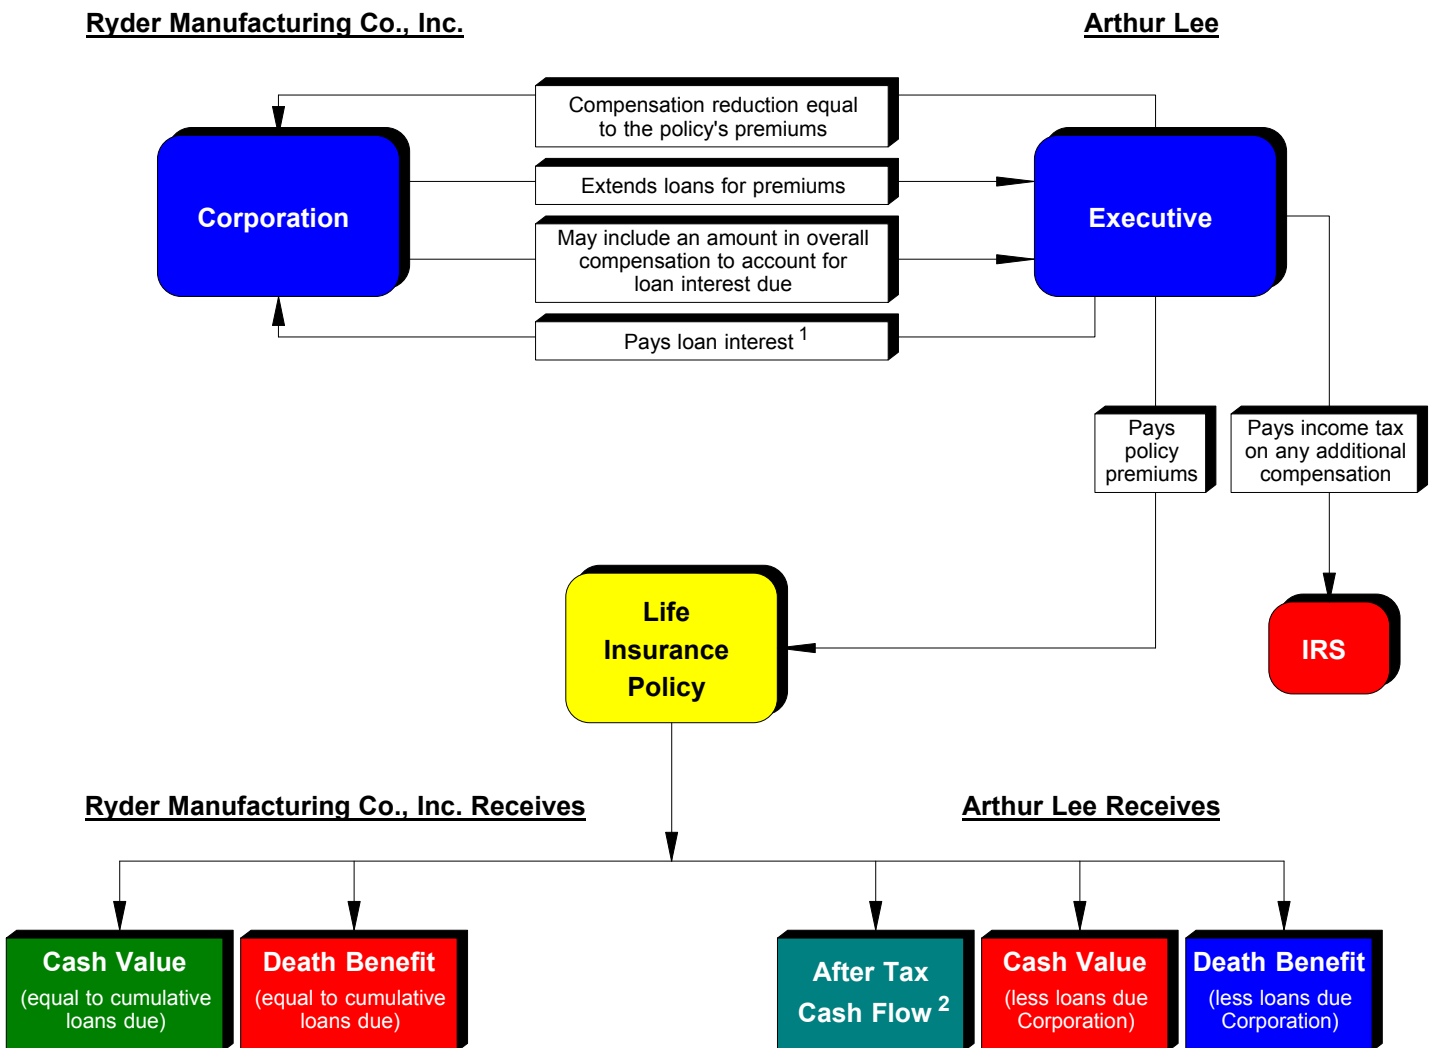 Ryder Manufacturing Co., Inc.
Arthur Lee
Compensation reduction equal
to the policy's premiums
Extends loans for premiums
Corporation
Executive
May include an amount in overall
compensation to account for
loan interest due
Pays loan interest 1
Pays
policy
premiums
Pays income tax
on any additional
compensation
Life
Insurance
Policy
IRS
Ryder Manufacturing Co., Inc. Receives
Arthur Lee Receives
Cash Value
(equal to cumulative
loans due)
Death Benefit
(equal to cumulative
loans due)
After Tax
Cash Flow 2
Cash Value
(less loans due
Corporation)
Death Benefit
(less loans due
Corporation)